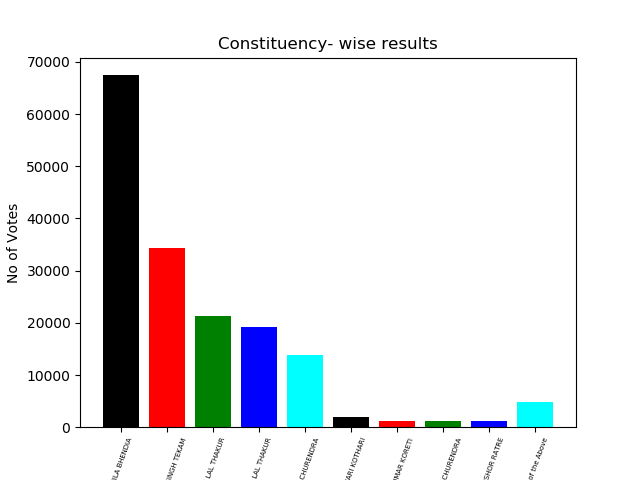 Constituency- wise results
No of Votes
70000
60000
50000
40000
30000
20000
10000
0
ILA BHENDIA
INGH TEKAM
LAL THAKUR
LAL THAKUR
CHURENDRA
ARI KOTHARI
MAR KORETI
CHURENDRA
SHOR RATRE
of the Above